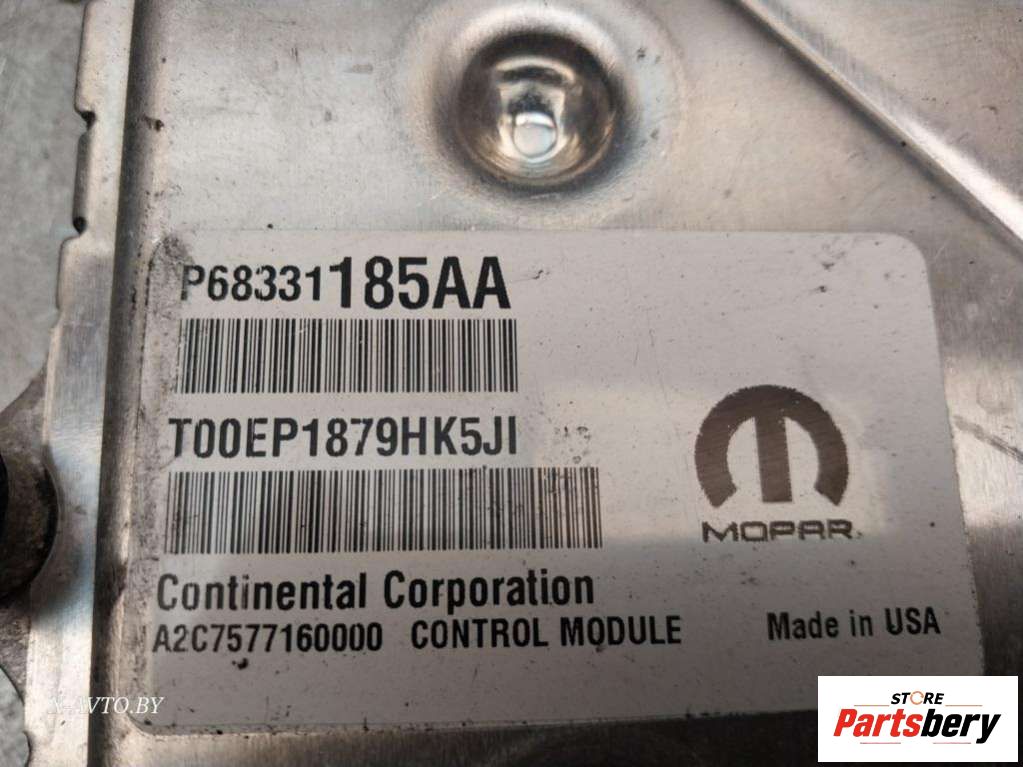 P68331185AA
T00EP1879HK5JI
MOPAR
Continental Corporation
A2C7577160000 CONTROL MODULE Made in USA
X-AVTO.BY
STORE
Partsbery